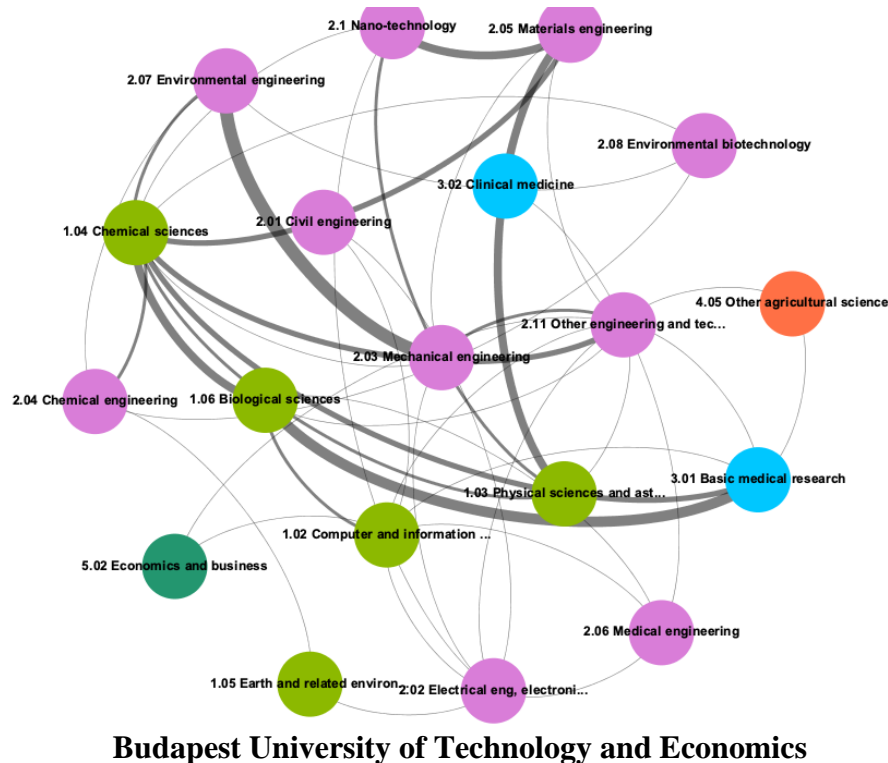 2.1 Nano-technology
2.05 Materials engineering
2.07 Environmental engineering
2.08 Environmental biotechnology
3.02 Clinical medicine
2.01 Civil engineering
1.04 Chemical sciences
4.05 Other agricultural science
2.11 Other engineering and tec...
2.03 Mechanical engineering
2.04 Chemical engineering
1.06 Biological sciences
3.01 Basic medical research
1.03 Physical sciences and ast...
1.02 Computer and information ...
5.02 Economics and business
2.06 Medical engineering
1.05 Earth and related environ...
2:02 Electrical eng, electroni...
Budapest University of Technology and Economics